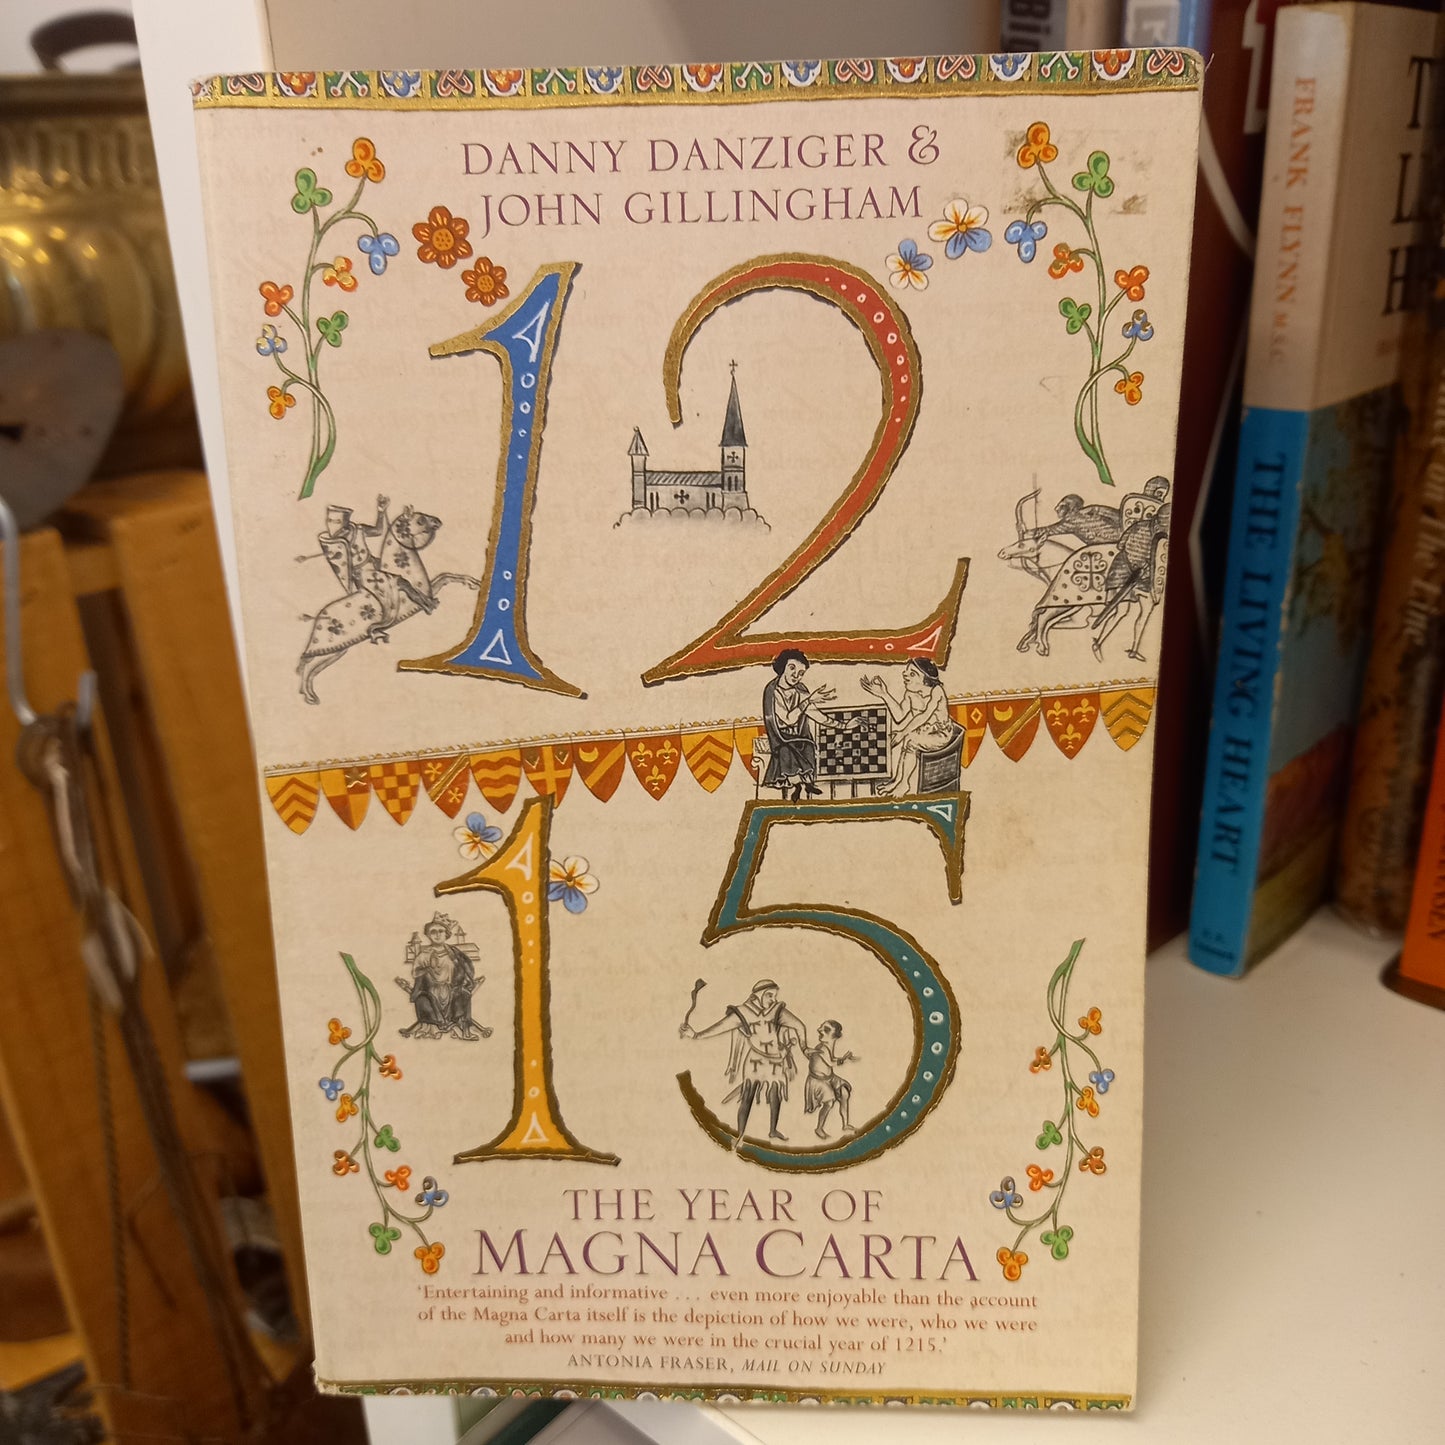 DANNY DANZIGER &
JOHN GILLINGHAM
12
15
THE YEAR OF
MAGNA CARTA
'Entertaining and informative . . . even more enjoyable than the account
of the Magna Carta itself is the depiction of how we were, who we were
and how many we were in the crucial year of 1215.'
ANTONIA FRASER, MAIL ON SUNDAY
FRANK FLYNN M.S.C.
THE LIVING HEART